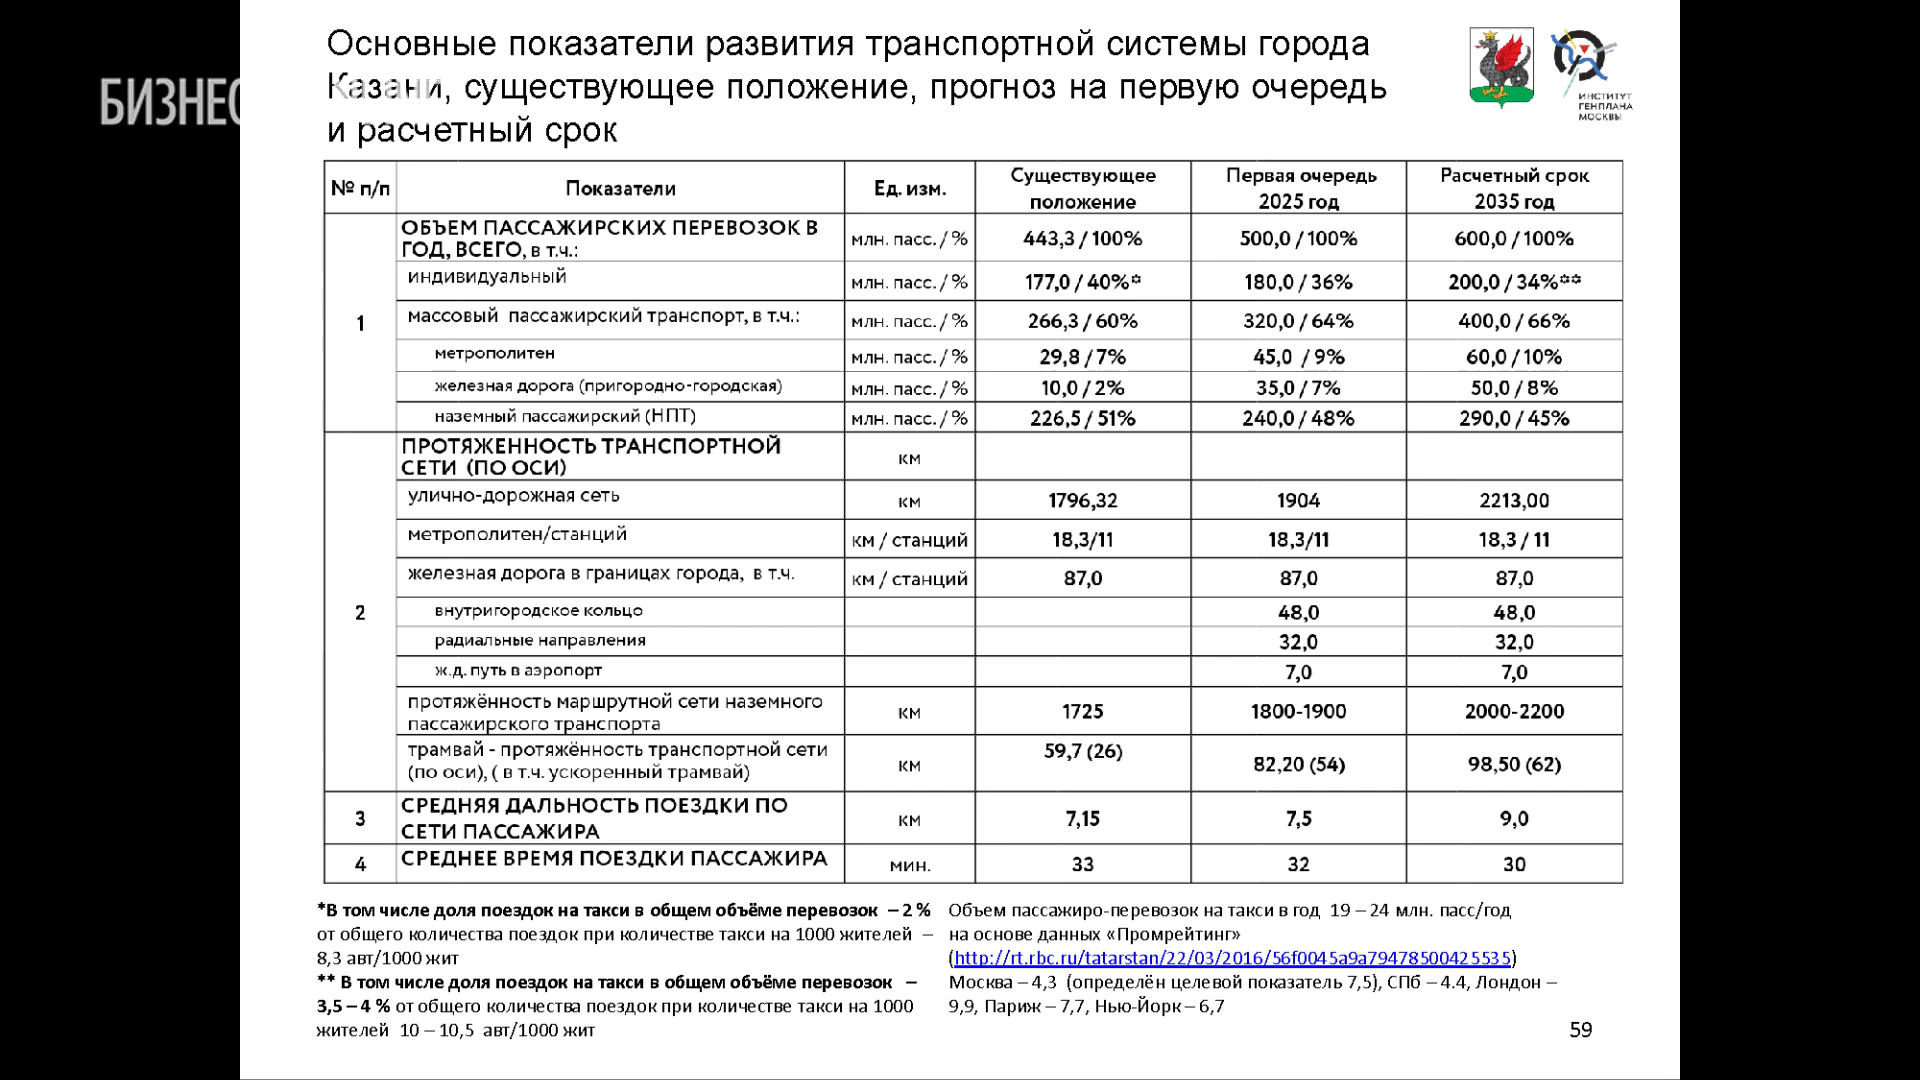 Основные показатели развития транспортной системы города
Казани, существующее положение, прогноз на первую очередь
и расчетный срок
БИЗНЕС
ИНСТИТУТ
ГЕНПЛАНА
МОСКВЫ
№ п/п Показатели Ед. изм. Существующее положение Первая очередь 2025 год Расчетный срок 2035 год
1 ОБЪЕМ ПАССАЖИРСКИХ ПЕРЕВОЗОК В ГОД, ВСЕГО, в т.ч.: млн. пасс. / % 443,3 / 100% 500,0 / 100% 600,0 / 100%
индивидуальный млн. пасс. / % 177,0 / 40%* 180,0 / 36% 200,0 / 34%**
массовый пассажирский транспорт, в т.ч.: млн. пасс. / % 266,3 / 60% 320,0 / 64% 400,0 / 66%
метрополитен млн. пасс. / % 29,8 / 7% 45,0 / 9% 60,0 / 10%
железная дорога (пригородно-городская) млн. пасс. / % 10,0 / 2% 35,0 / 7% 50,0 / 8%
наземный пассажирский (НПТ) млн. пасс. / % 226,5 / 51% 240,0 / 48% 290,0 / 45%
2 ПРОТЯЖЕННОСТЬ ТРАНСПОРТНОЙ СЕТИ (ПО ОСИ) км
улично-дорожная сеть км 1796,32 1904 2213,00
метрополитен/станций км / станций 18,3/11 18,3/11 18,3 / 11
железная дорога в границах города, в т.ч. км / станций 87,0 87,0 87,0
внутригородское кольцо 48,0 48,0
радиальные направления 32,0 32,0
ж.д. путь в аэропорт 7,0 7,0
протяжённость маршрутной сети наземного пассажирского транспорта км 1725 1800-1900 2000-2200
трамвай - протяжённость транспортной сети (по оси), ( в т.ч. ускоренный трамвай) км 59,7 (26) 82,20 (54) 98,50 (62)
3 СРЕДНЯЯ ДАЛЬНОСТЬ ПОЕЗДКИ ПО СЕТИ ПАССАЖИРА км 7,15 7,5 9,0
4 СРЕДНЕЕ ВРЕМЯ ПОЕЗДКИ ПАССАЖИРА мин. 33 32 30
*В том числе доля поездок на такси в общем объёме перевозок – 2 %
от общего количества поездок при количестве такси на 1000 жителей –
8,3 авт/1000 жит
** В том числе доля поездок на такси в общем объёме перевозок –
3,5 – 4 % от общего количества поездок при количестве такси на 1000
жителей 10 – 10,5 авт/1000 жит
Объем пассажиро-перевозок на такси в год 19 – 24 млн. пасс/год
на основе данных «Промрейтинг»
(http://rt.rbc.ru/tatarstan/22/03/2016/56f0045a9a79478500425535)
Москва – 4,3 (определён целевой показатель 7,5), СПб – 4.4, Лондон –
9,9, Париж – 7,7, Нью-Йорк – 6,7
59